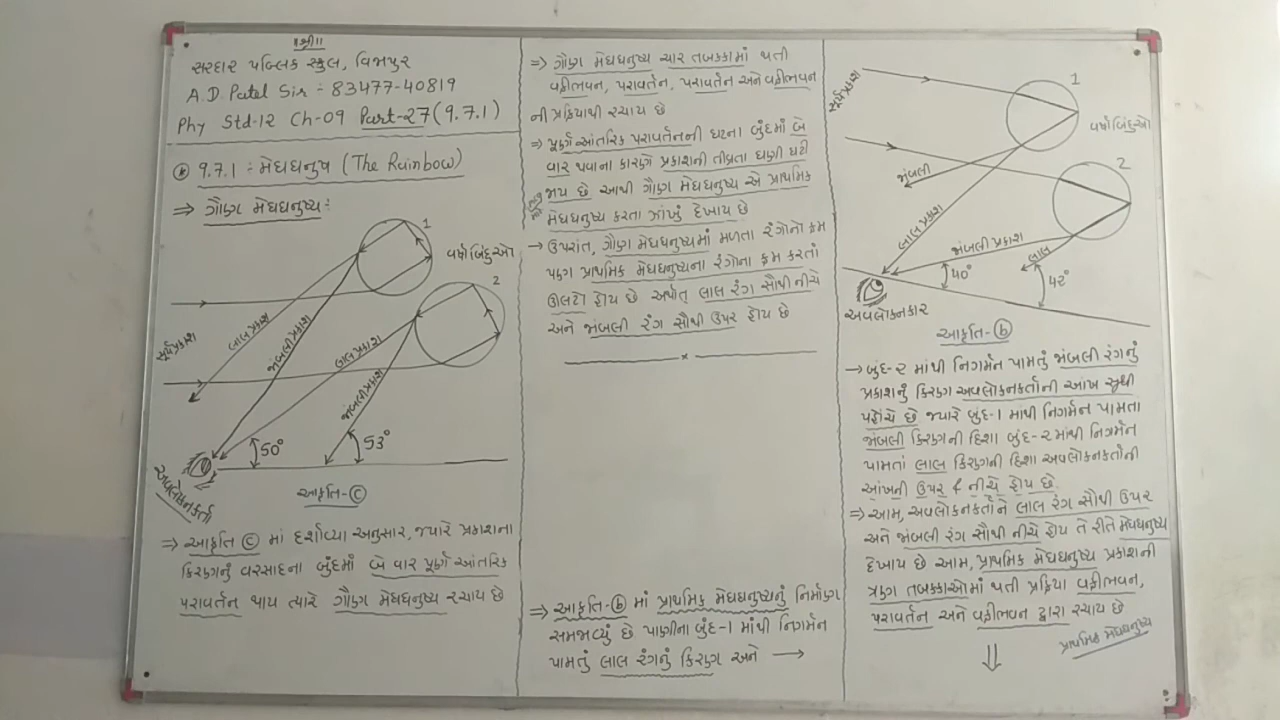 ॥શ્રી॥
સરદાર પબ્લિક સ્કુલ, વિજાપુર
A.D Patel Sir :- 83477-40819
Phy Std-12 Ch-09 Part-27(9.7.1)
9.7.1 :- મેઘધનુષ (The Rainbow)
⇒ ગૌણ મેઘધનુષ્ય :-
1
વર્ષાબિંદુઓ
2
સૂર્યપ્રકાશ
લાલ પ્રકાશ
જાંબલી પ્રકાશ
લાલ પ્રકાશ
જાંબલી પ્રકાશ
50°
53°
અવલોકનકર્તા
આકૃતિ-ⓒ
⇒ આકૃતિ ⓒ માં દર્શાવ્યા અનુસાર, જ્યારે પ્રકાશના
કિરણનું વરસાદના બુંદમાં બે વાર પૂર્ણ આંતરિક
પરાવર્તન થાય ત્યારે ગૌણ મેઘધનુષ્ય રચાય છે
⇒ ગૌણ મેઘધનુષ્ય ચાર તબક્કામાં થતી
વક્રીભવન, પરાવર્તન, પરાવર્તન અને વક્રીભવન
ની પ્રક્રિયાથી રચાય છે
⇒ પૂર્ણ આંતરિક પરાવર્તનની ઘટના બુંદમાં બે
વાર થવાના કારણે પ્રકાશની તીવ્રતા ઘણી ઘટી
જાય છે આથી ગૌણ મેઘધનુષ્ય એ પ્રાથમિક
મેઘધનુષ્ય કરતા ઝાંખું દેખાય છે
→ ઉપરાંત, ગૌણ મેઘધનુષ્યમાં મળતા રંગોનો ક્રમ
પણ પ્રાથમિક મેઘધનુષ્યના રંગોના ક્રમ કરતાં
ઊલટો હોય છે અર્થાત્ લાલ રંગ સૌથી નીચે
અને જાંબલી રંગ સૌથી ઉપર હોય છે
⇒ આકૃતિ-ⓑ માં પ્રાથમિક મેઘધનુષ્યનું નિર્માણ
સમજાવ્યું છે પાણીના બુંદ-1 માંથી નિર્ગમન
પામતું લાલ રંગનું કિરણ અને →
સૂર્યપ્રકાશ
1
વર્ષાબિંદુઓ
2
જાંબલી
લાલ પ્રકાશ
જાંબલી પ્રકાશ
લાલ
40°
42°
અવલોકનકાર
આકૃતિ-ⓑ
→ બુંદ-2 માંથી નિર્ગમન પામતું જાંબલી રંગનું
પ્રકાશનું કિરણ અવલોકનકર્તાની આંખ સુધી
પહોંચે છે જ્યારે બુંદ-1 માંથી નિર્ગમન પામતા
જાંબલી કિરણની દિશા બુંદ-2 માંથી નિર્ગમન
પામતાં લાલ કિરણની દિશા અવલોકનકર્તાની
આંખની ઉપર & નીચે હોય છે
⇒ આમ, અવલોકનકર્તાને લાલ રંગ સૌથી ઉપર
અને જાંબલી રંગ સૌથી નીચે હોય તે રીતે મેઘધનુષ્ય
દેખાય છે આમ, પ્રાથમિક મેઘધનુષ્ય પ્રકાશની
ત્રણ તબક્કાઓમાં થતી પ્રક્રિયા વક્રીભવન,
પરાવર્તન અને વક્રીભવન દ્વારા રચાય છે
પ્રાથમિક મેઘધનુષ્ય